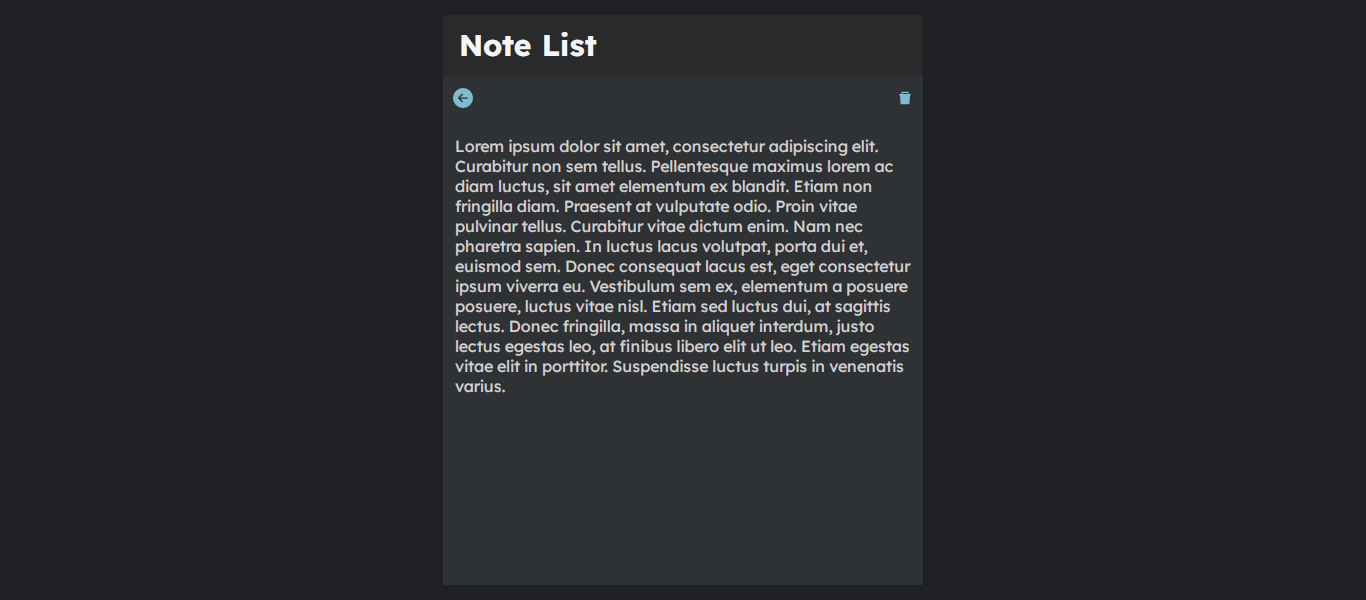 Note List
Lorem ipsum dolor sit amet, consectetur adipiscing elit.
Curabitur non sem tellus. Pellentesque maximus lorem ac
diam luctus, sit amet elementum ex blandit. Etiam non
fringilla diam. Praesent at vulputate odio. Proin vitae
pulvinar tellus. Curabitur vitae dictum enim. Nam nec
pharetra sapien. In luctus lacus volutpat, porta dui et,
euismod sem. Donec consequat lacus est, eget consectetur
ipsum viverra eu. Vestibulum sem ex, elementum a posuere
posuere, luctus vitae nisl. Etiam sed luctus dui, at sagittis
lectus. Donec fringilla, massa in aliquet interdum, justo
lectus egestas leo, at finibus libero elit ut leo. Etiam egestas
vitae elit in porttitor. Suspendisse luctus turpis in venenatis
varius.